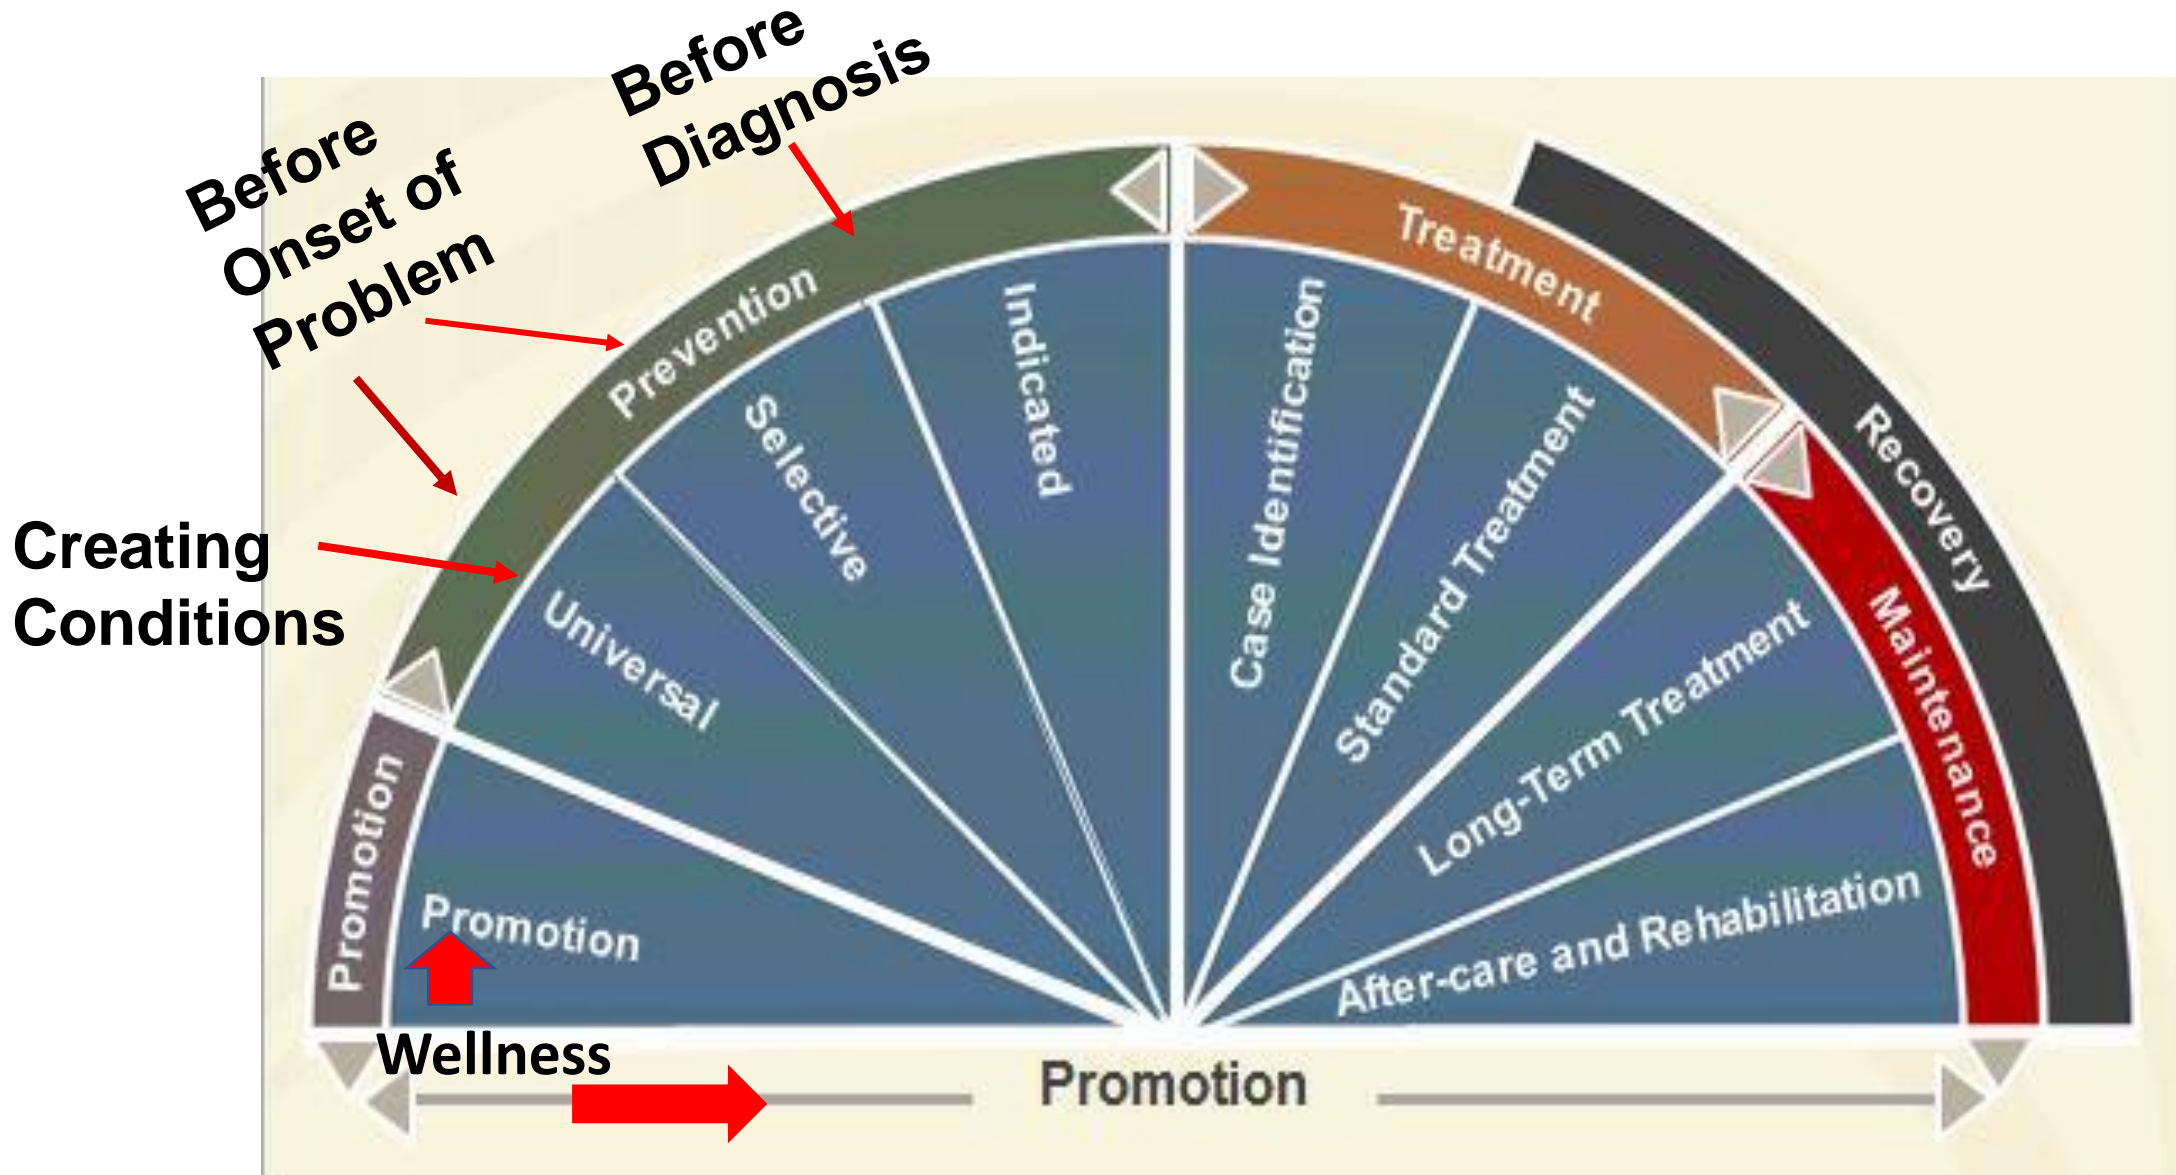 Before
Diagnosis
Before
Onset of
Problem
Creating
Conditions
Promotion
Prevention
Treatment
Recovery
Maintenance
Promotion
Universal
Selective
Indicated
Case Identification
Standard Treatment
Long-Term Treatment
After-care and Rehabilitation
Wellness
Promotion